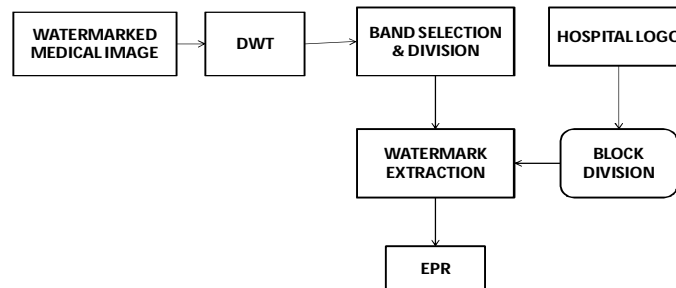 WATERMARKED
MEDICAL IMAGE
DWT
BAND SELECTION
& DIVISION
HOSPITAL LOGO
WATERMARK
EXTRACTION
BLOCK
DIVISION
EPR